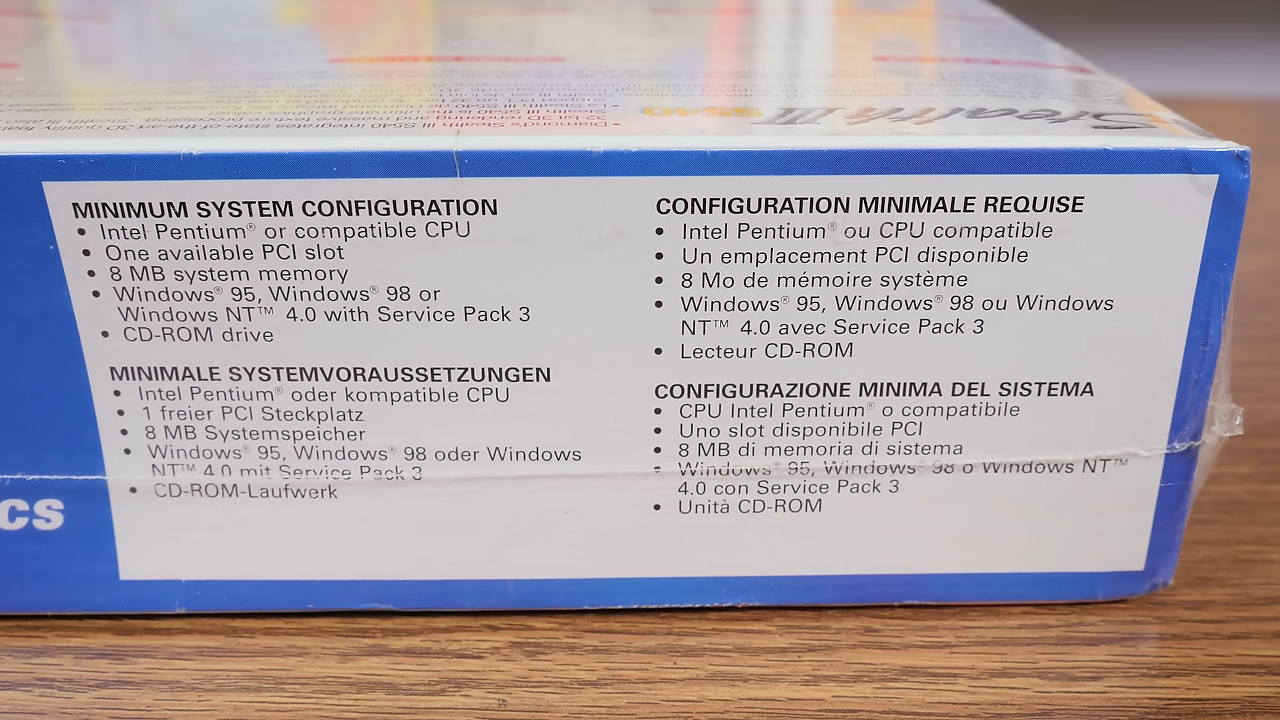 Stealth III S540
MINIMUM SYSTEM CONFIGURATION
• Intel Pentium® or compatible CPU
• One available PCI slot
• 8 MB system memory
• Windows® 95, Windows® 98 or
Windows NT™ 4.0 with Service Pack 3
• CD-ROM drive
MINIMALE SYSTEMVORAUSSETZUNGEN
• Intel Pentium® oder kompatible CPU
• 1 freier PCI Steckplatz
• 8 MB Systemspeicher
• Windows® 95, Windows® 98 oder Windows
NT™ 4.0 mit Service Pack 3
• CD-ROM-Laufwerk
CONFIGURATION MINIMALE REQUISE
• Intel Pentium® ou CPU compatible
• Un emplacement PCI disponible
• 8 Mo de mémoire système
• Windows® 95, Windows® 98 ou Windows
NT™ 4.0 avec Service Pack 3
• Lecteur CD-ROM
CONFIGURAZIONE MINIMA DEL SISTEMA
• CPU Intel Pentium® o compatibile
• Uno slot disponibile PCI
• 8 MB di memoria di sistema
• Windows® 95, Windows® 98 o Windows NT™
4.0 con Service Pack 3
• Unità CD-ROM
cs